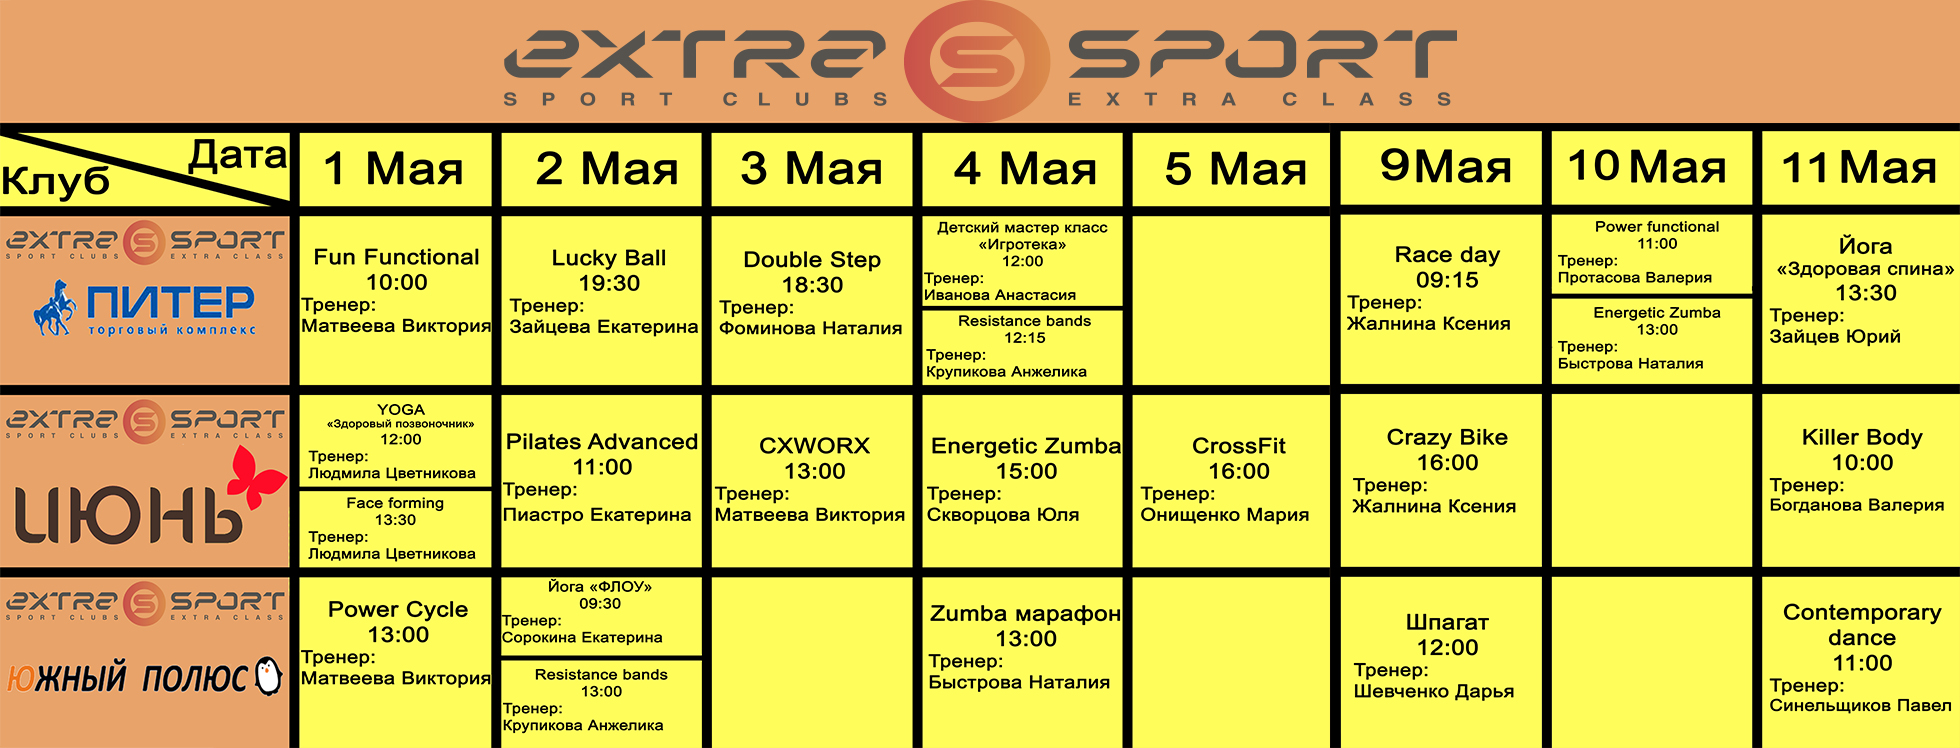 EXTRA S SPORT
SPORT CLUBS EXTRA CLASS
Дата
Клуб
1 Мая
2 Мая
3 Мая
4 Мая
5 Мая
9 Мая
10 Мая
11 Мая
EXTRA S SPORT
SPORT CLUBS EXTRA CLASS
ПИТЕР
торговый комплекс
Fun Functional
10:00
Тренер:
Матвеева Виктория
Lucky Ball
19:30
Тренер:
Зайцева Екатерина
Double Step
18:30
Тренер:
Фоминова Наталия
Детский мастер класс
«Игротека»
12:00
Тренер:
Иванова Анастасия
Resistance bands
12:15
Тренер:
Крупикова Анжелика
Race day
09:15
Тренер:
Жалнина Ксения
Power functional
11:00
Тренер:
Протасова Валерия
Energetic Zumba
13:00
Тренер:
Быстрова Наталия
Йога
«Здоровая спина»
13:30
Тренер:
Зайцев Юрий
EXTRA S SPORT
SPORT CLUBS EXTRA CLASS
ИЮНЬ
YOGA
«Здоровый позвоночник»
12:00
Тренер:
Людмила Цветникова
Face forming
13:30
Тренер:
Людмила Цветникова
Pilates Advanced
11:00
Тренер:
Пиастро Екатерина
CXWORX
13:00
Тренер:
Матвеева Виктория
Energetic Zumba
15:00
Тренер:
Скворцова Юля
CrossFit
16:00
Тренер:
Онищенко Мария
Crazy Bike
16:00
Тренер:
Жалнина Ксения
Killer Body
10:00
Тренер:
Богданова Валерия
EXTRA S SPORT
SPORT CLUBS EXTRA CLASS
ЮЖНЫЙ ПОЛЮС
Power Cycle
13:00
Тренер:
Матвеева Виктория
Йога «ФЛОУ»
09:30
Тренер:
Сорокина Екатерина
Resistance bands
13:00
Тренер:
Крупикова Анжелика
Zumba марафон
13:00
Тренер:
Быстрова Наталия
Шпагат
12:00
Тренер:
Шевченко Дарья
Contemporary
dance
11:00
Тренер:
Синельщиков Павел